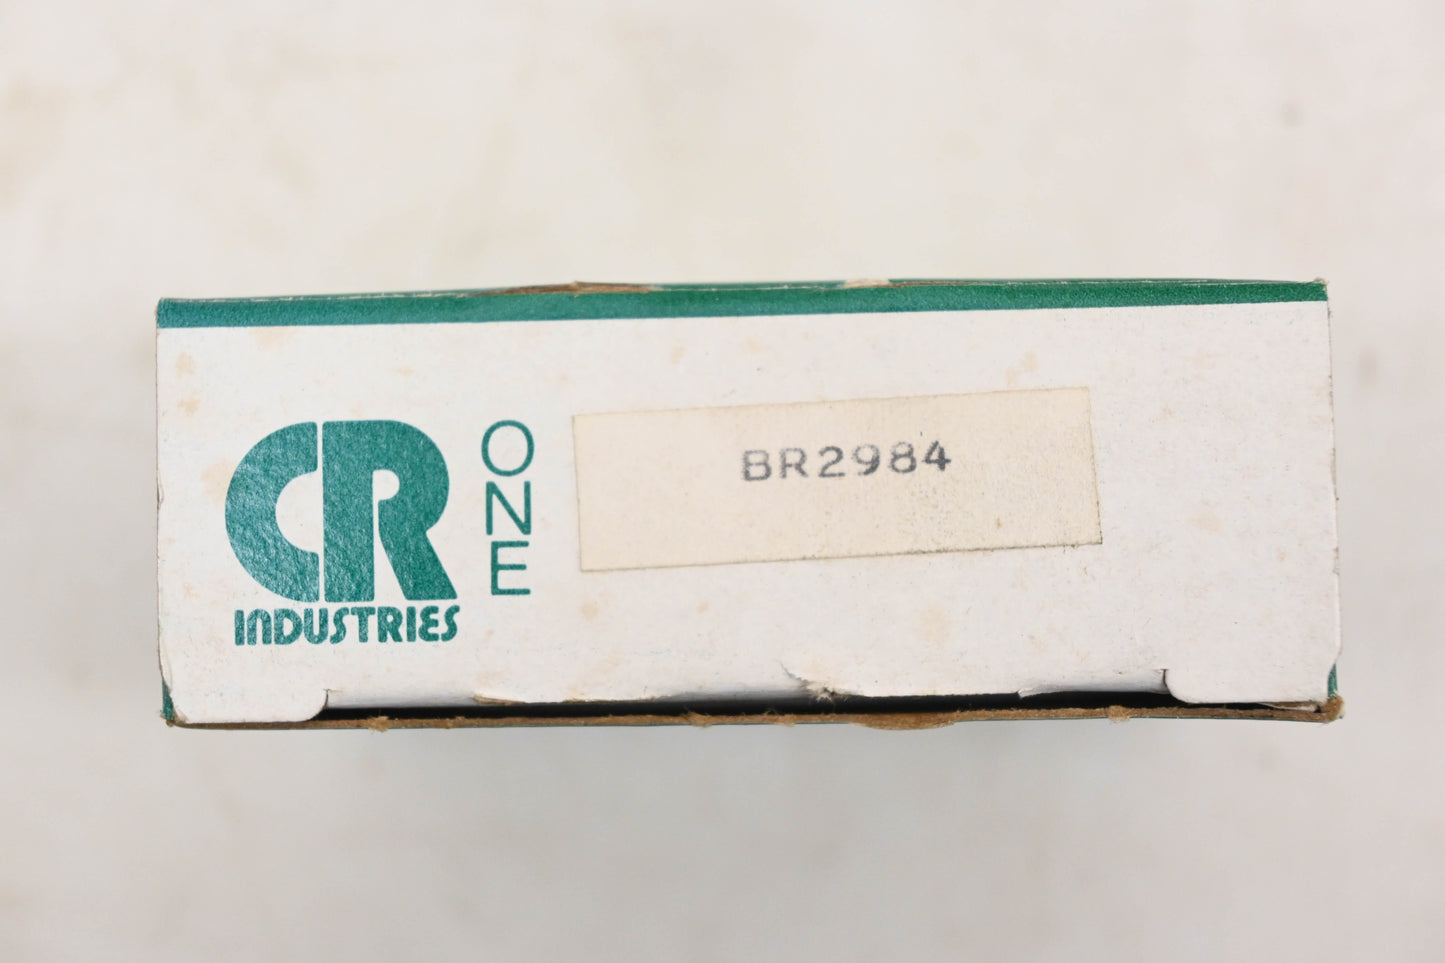 CR
INDUSTRIES
ONE
BR2984